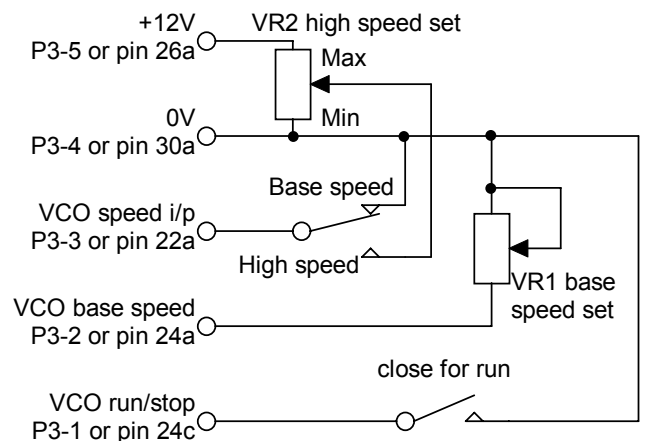 +12V
P3-5 or pin 26a
VR2 high speed set
Max
Min
0V
P3-4 or pin 30a
Base speed
VCO speed i/p
P3-3 or pin 22a
High speed
VR1 base
speed set
VCO base speed
P3-2 or pin 24a
close for run
VCO run/stop
P3-1 or pin 24c